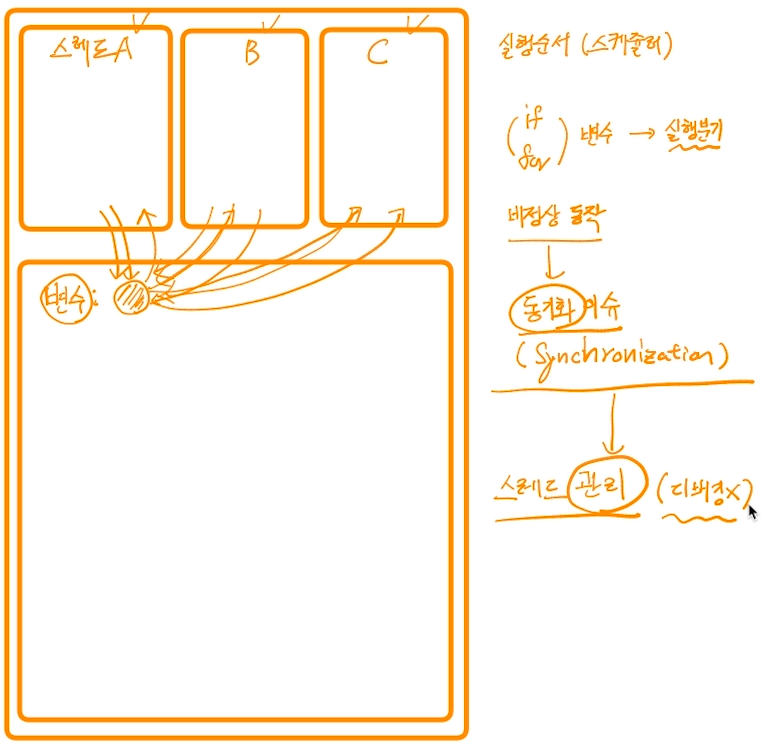 스레드A
B
C
변수:
실행순서 (스케쥴러)
(if
for) 변수 → 실행분기
비정상 동작
동기화 이슈
(Synchronization)
스레드 관리 (디버깅X)